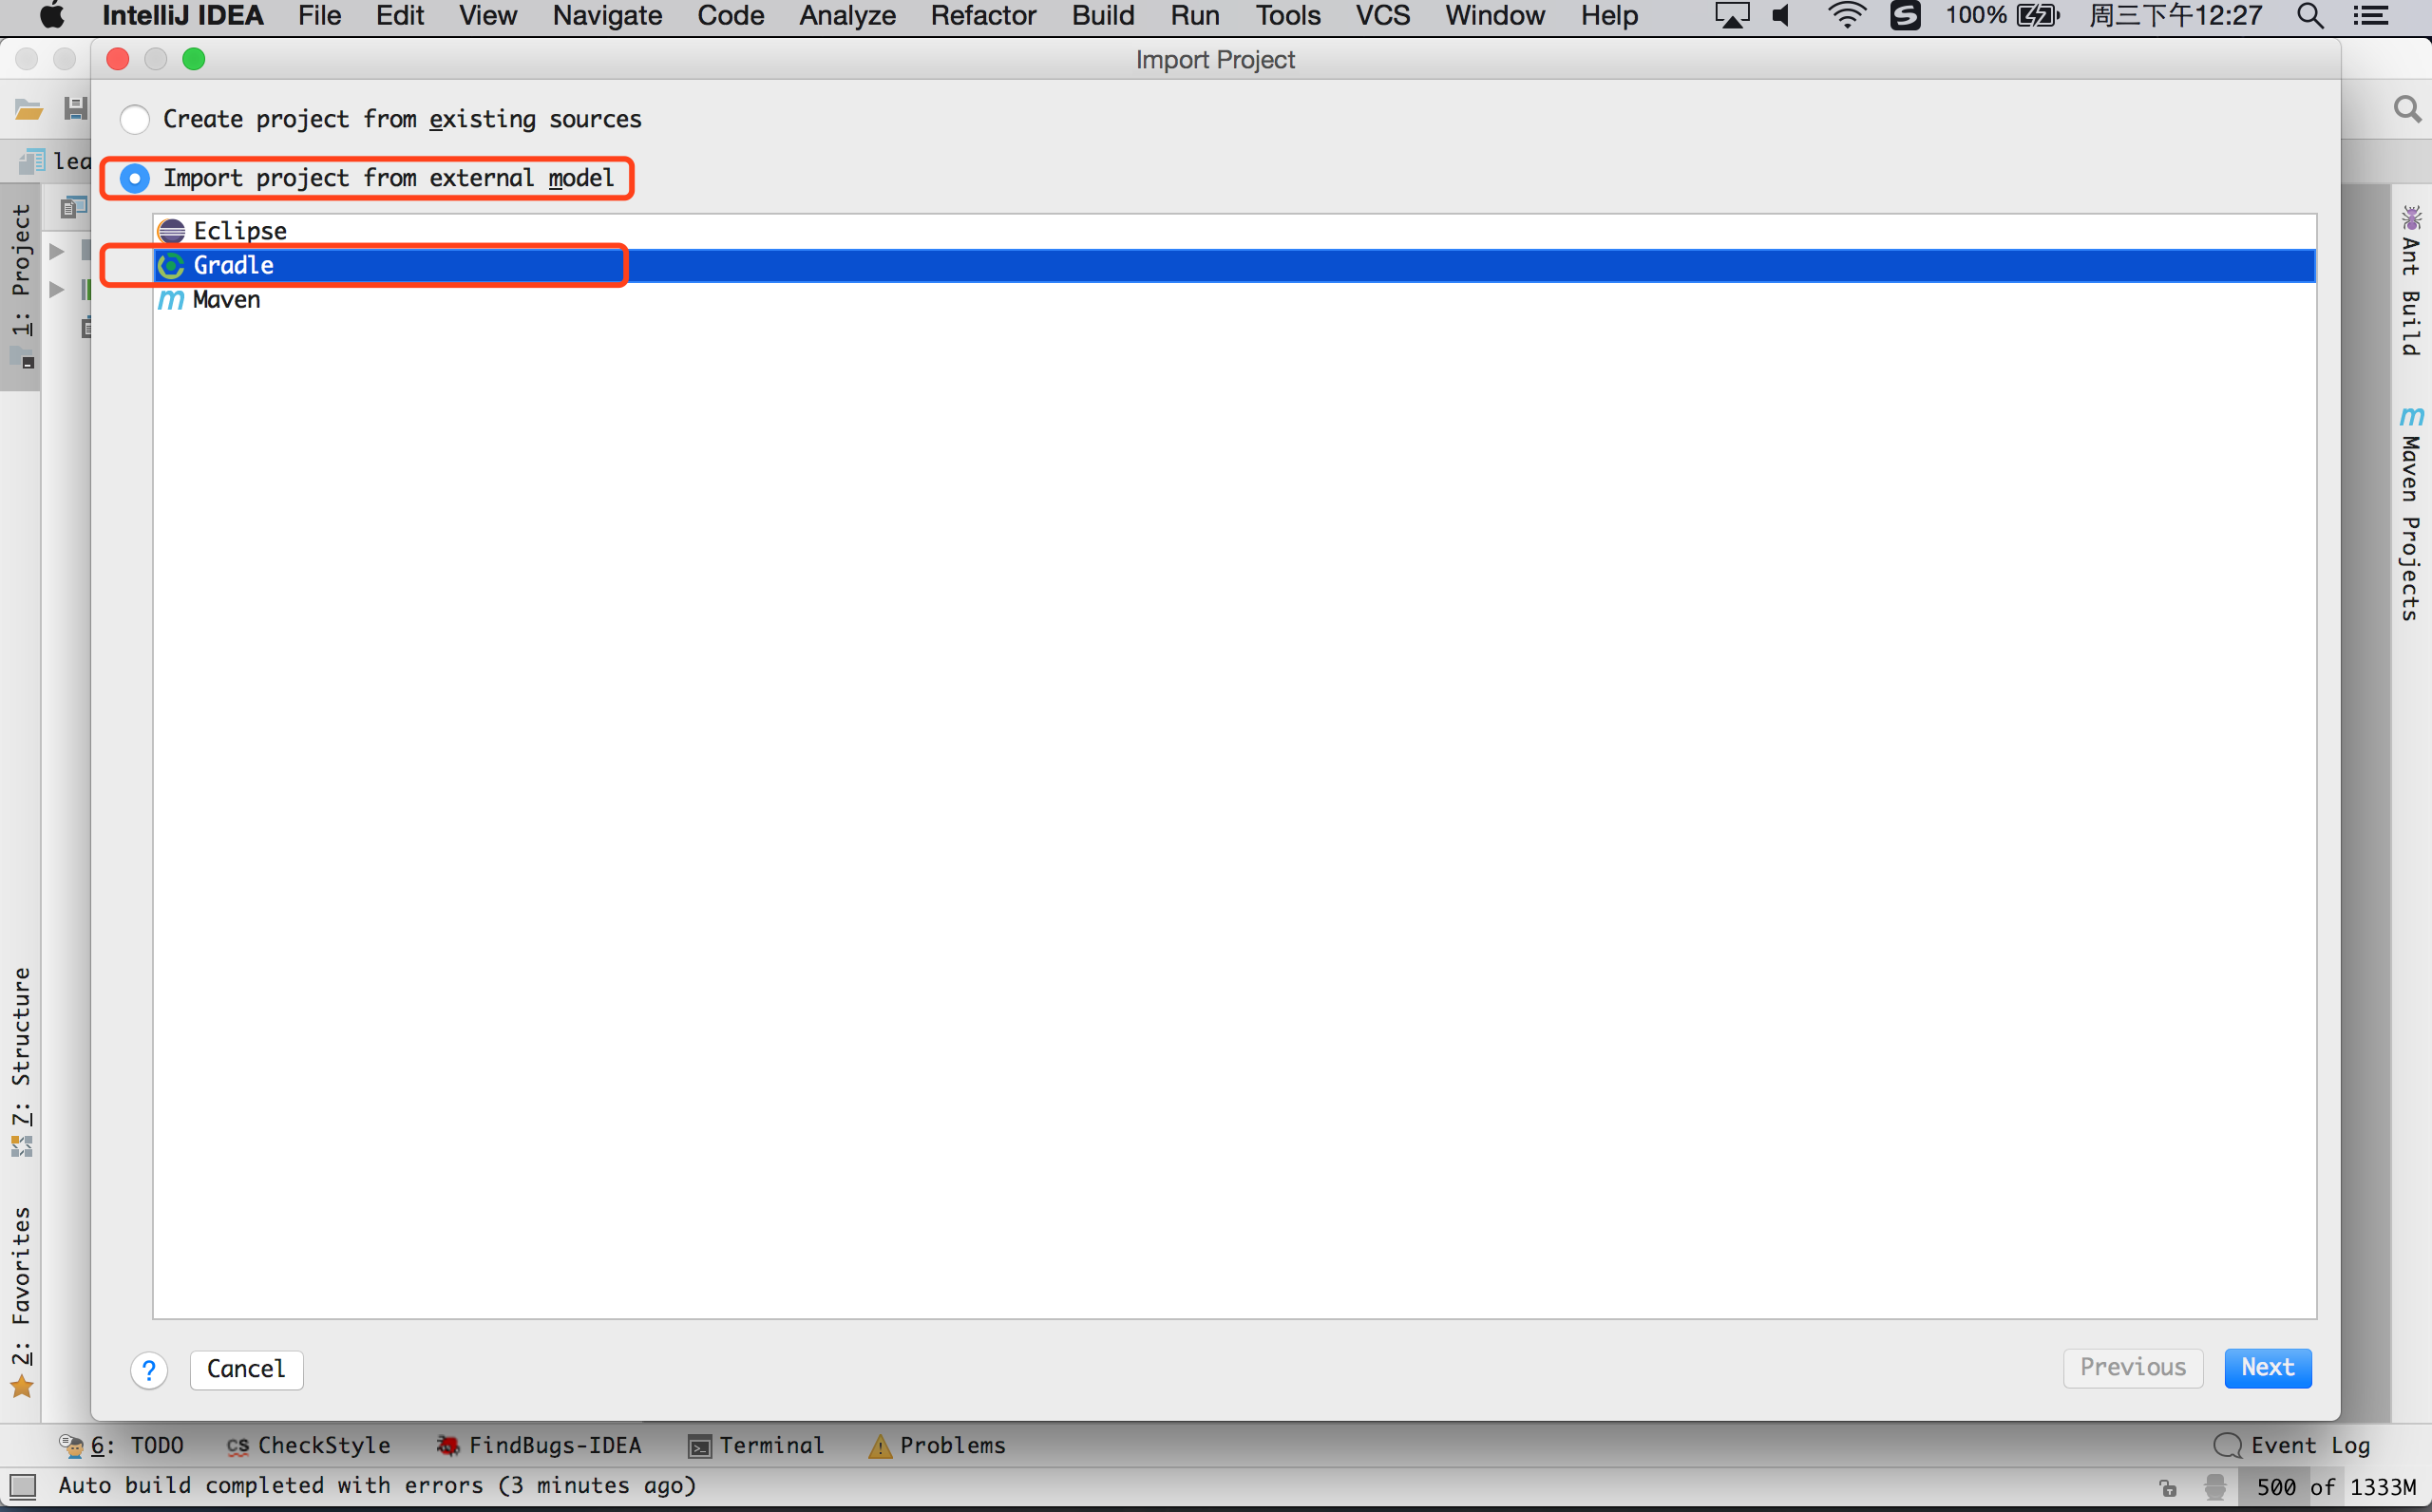 IntelliJ IDEA File Edit View Navigate Code Analyze Refactor Build Run Tools VCS Window Help 100% 周三下午12:27
Import Project
Create project from existing sources
lea
Import project from external model
Eclipse
Gradle
Maven
1: Project
7: Structure
2: Favorites
Ant Build
m Maven Projects
? Cancel Previous Next
6: TODO CS CheckStyle FindBugs-IDEA Terminal Problems Event Log
Auto build completed with errors (3 minutes ago) 500 of 1333M